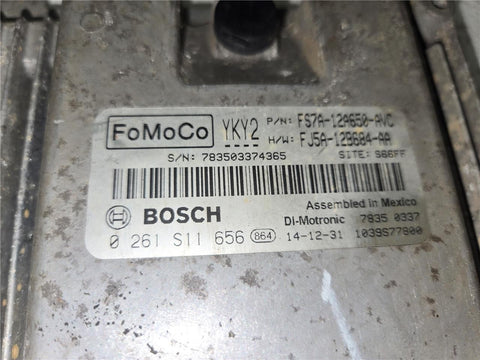 FoMoCo YKY2 P/N: FS7A-12A650-AVC
H/W: FJ5A-12B684-AA
S/N: 783503374365 SITE: S66FF
Assembled in Mexico
BOSCH DI-Motronic 7835 0337
0 261 S11 656 864 14-12-31 1039S77800